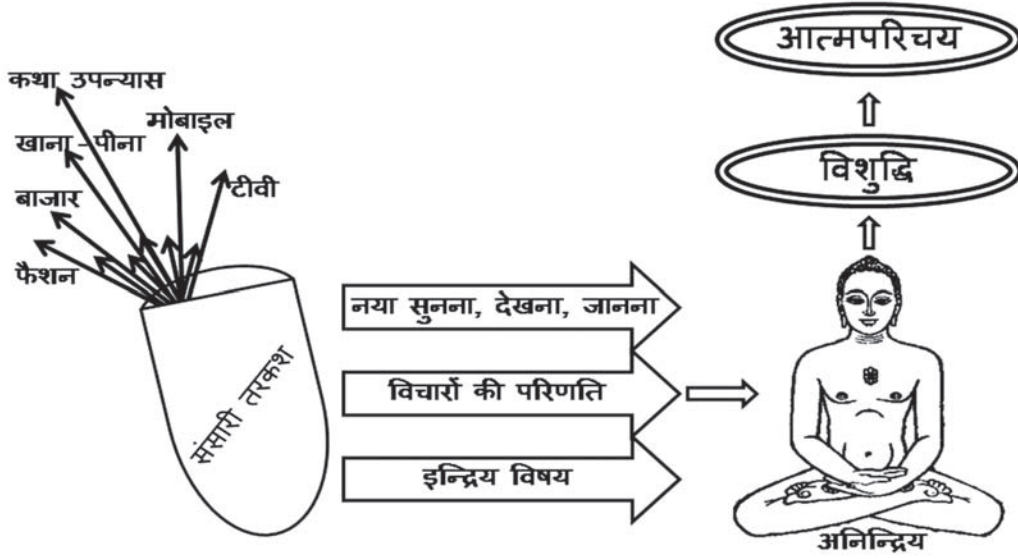 कथा उपन्यास
मोबाइल
खाना-पीना
टीवी
बाजार
फैशन
संसारी तरकश
नया सुनना, देखना, जानना
विचारों की परिणति
इन्द्रिय विषय
आत्मपरिचय
विशुद्धि
अनिन्द्रिय